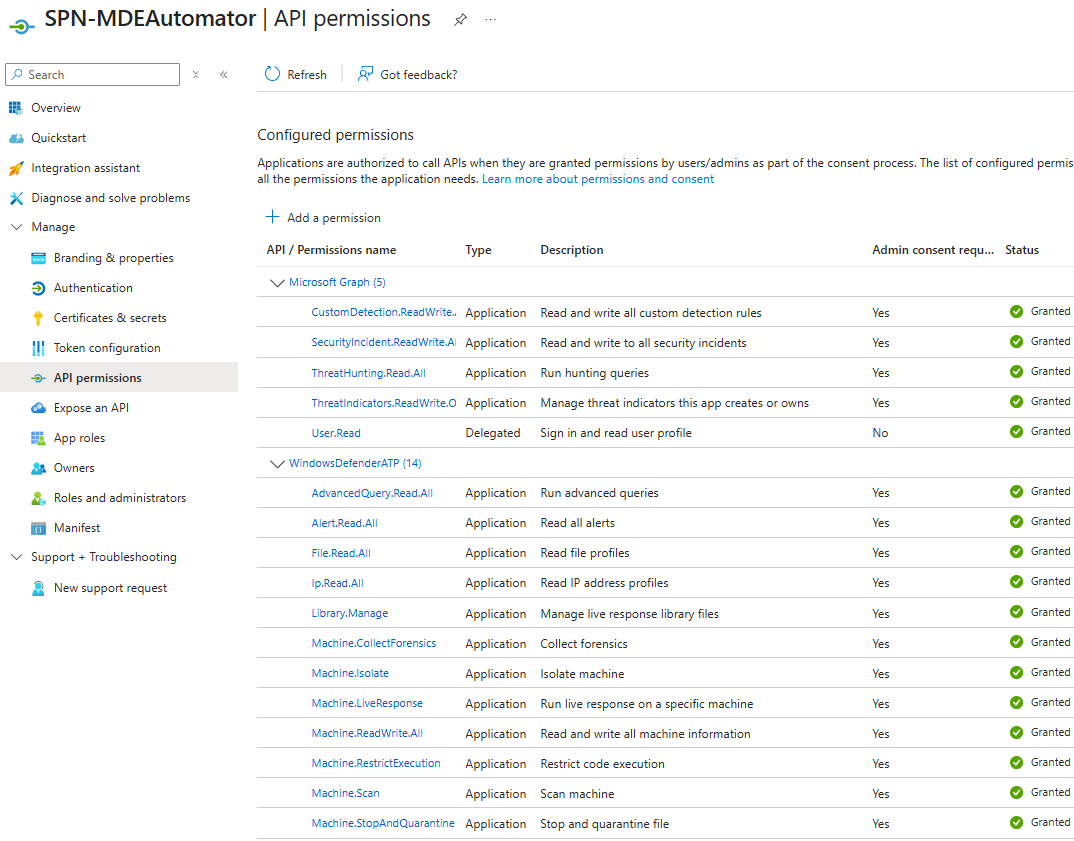 SPN-MDEAutomator | API permissions
Search
Refresh
Got feedback?
Overview
Quickstart
Integration assistant
Diagnose and solve problems
Manage
Branding & properties
Authentication
Certificates & secrets
Token configuration
API permissions
Expose an API
App roles
Owners
Roles and administrators
Manifest
Support + Troubleshooting
New support request
Configured permissions
Applications are authorized to call APIs when they are granted permissions by users/admins as part of the consent process. The list of configured permis
all the permissions the application needs. Learn more about permissions and consent
Add a permission
API / Permissions name Type Description Admin consent requ... Status
Microsoft Graph (5)
CustomDetection.ReadWrite. Application Read and write all custom detection rules Yes Granted
SecurityIncident.ReadWrite.Al Application Read and write to all security incidents Yes Granted
ThreatHunting.Read.All Application Run hunting queries Yes Granted
ThreatIndicators.ReadWrite.O Application Manage threat indicators this app creates or owns Yes Granted
User.Read Delegated Sign in and read user profile No Granted
WindowsDefenderATP (14)
AdvancedQuery.Read.All Application Run advanced queries Yes Granted
Alert.Read.All Application Read all alerts Yes Granted
File.Read.All Application Read file profiles Yes Granted
Ip.Read.All Application Read IP address profiles Yes Granted
Library.Manage Application Manage live response library files Yes Granted
Machine.CollectForensics Application Collect forensics Yes Granted
Machine.Isolate Application Isolate machine Yes Granted
Machine.LiveResponse Application Run live response on a specific machine Yes Granted
Machine.ReadWrite.All Application Read and write all machine information Yes Granted
Machine.RestrictExecution Application Restrict code execution Yes Granted
Machine.Scan Application Scan machine Yes Granted
Machine.StopAndQuarantine Application Stop and quarantine file Yes Granted